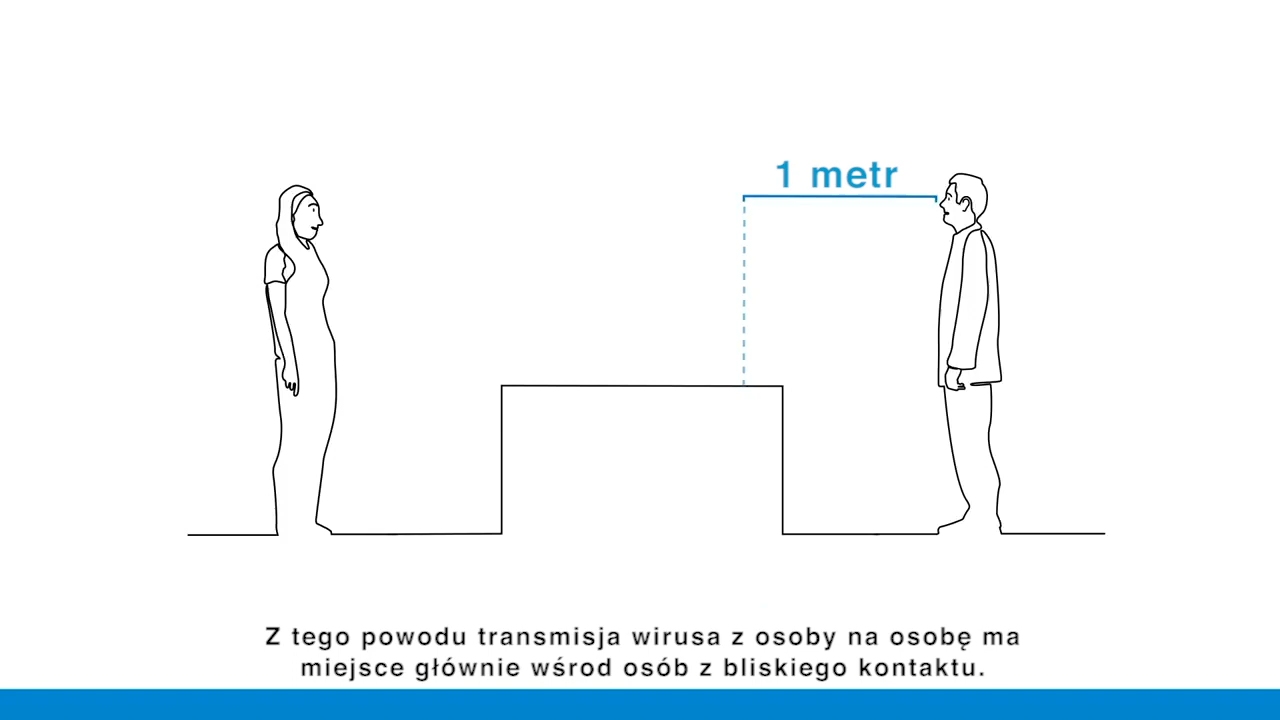 1 metr
Z tego powodu transmisja wirusa z osoby na osobę ma
miejsce głównie wśrod osób z bliskiego kontaktu.